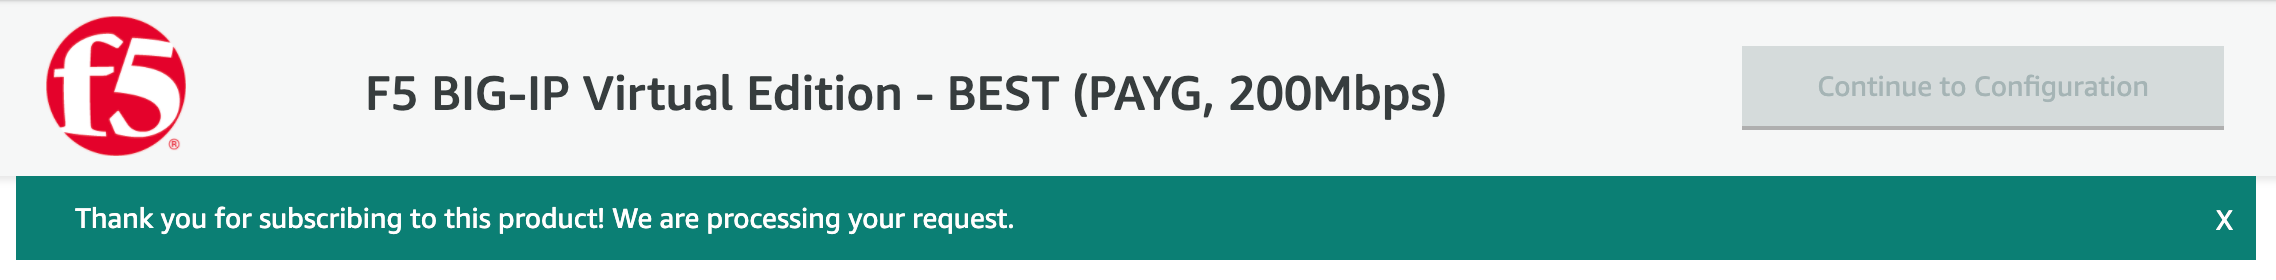 f5®
F5 BIG-IP Virtual Edition - BEST (PAYG, 200Mbps)
Continue to Configuration
Thank you for subscribing to this product! We are processing your request.
X